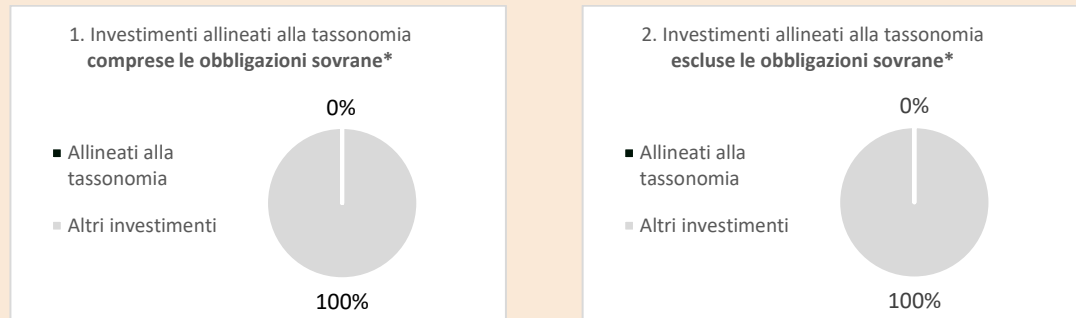 1. Investimenti allineati alla tassonomia
comprese le obbligazioni sovrane*
0%
Allineati alla
tassonomia
Altri investimenti
100%
2. Investimenti allineati alla tassonomia
escluse le obbligazioni sovrane*
0%
Allineati alla
tassonomia
Altri investimenti
100%